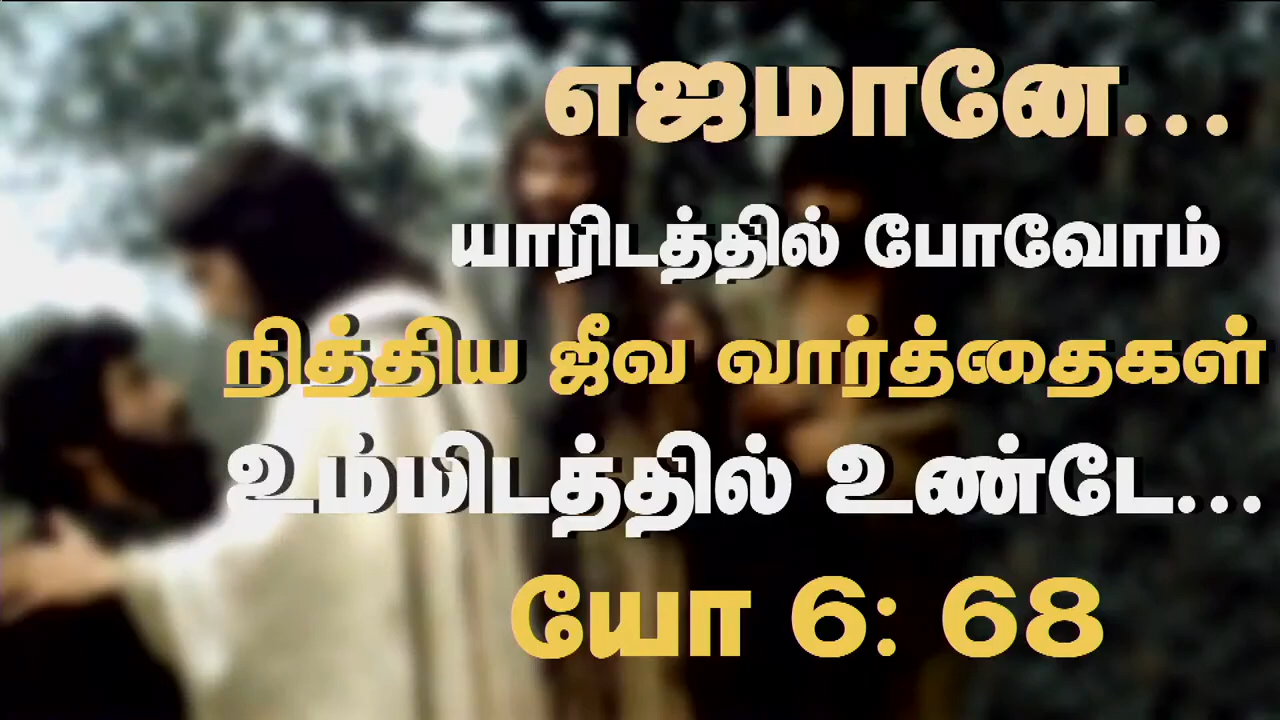 எஜமானே...
யாரிடத்தில் போவோம்
நித்திய ஜீவ வார்த்தைகள்
உம்மிடத்தில் உண்டே...
யோ 6: 68